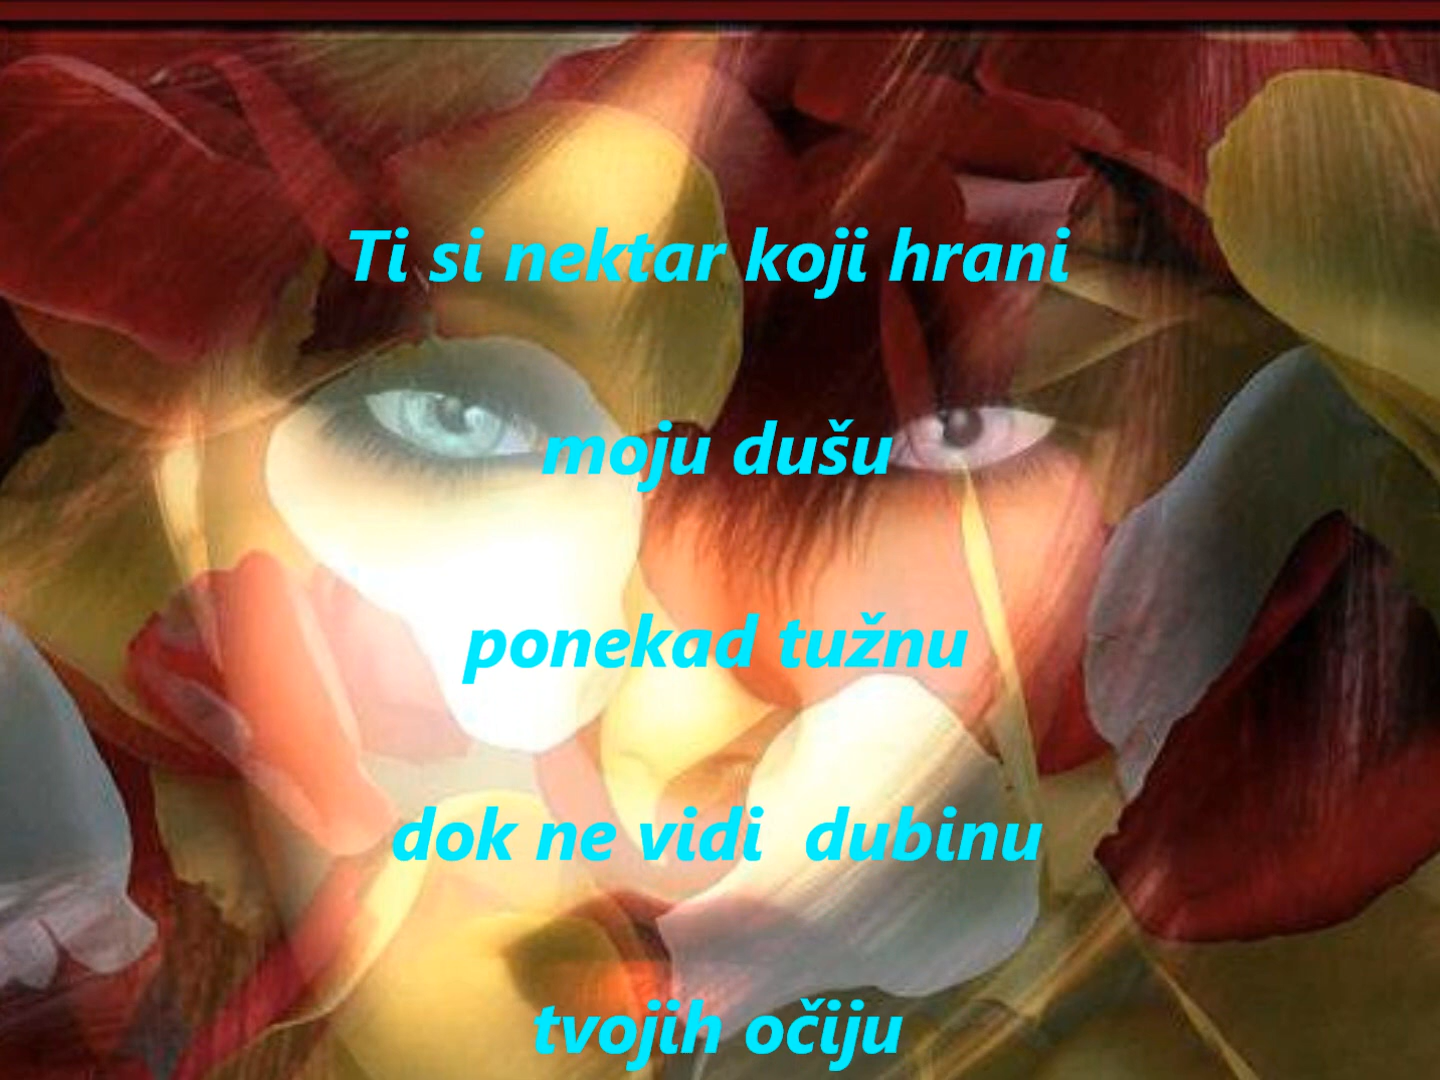 Ti si nektar koji hrani
moju dušu
ponekad tužnu
dok ne vidi  dubinu
tvojih očiju